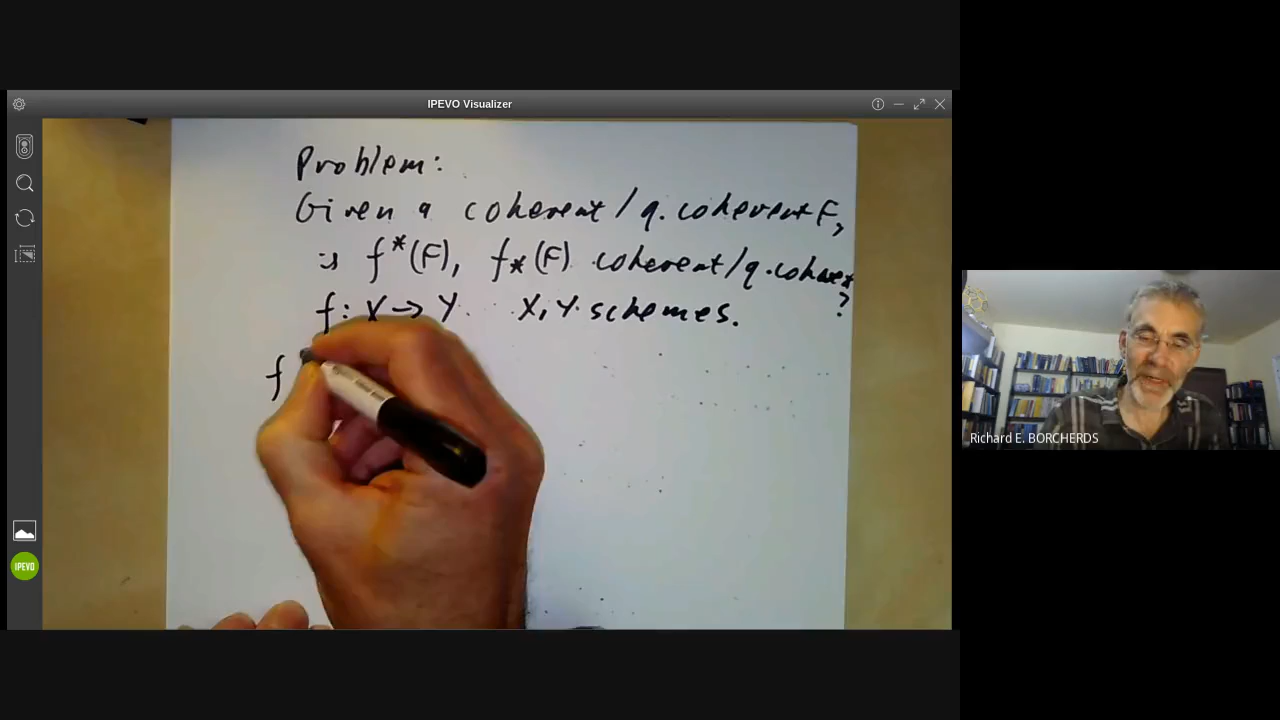 IPEVO Visualizer
Problem:
Given a coherent/q.coherent F,
is f*(F), f*(F) coherent/q.coherent
?
f: X → Y. X, Y schemes.
f
IPEVO
Richard E. BORCHERDS